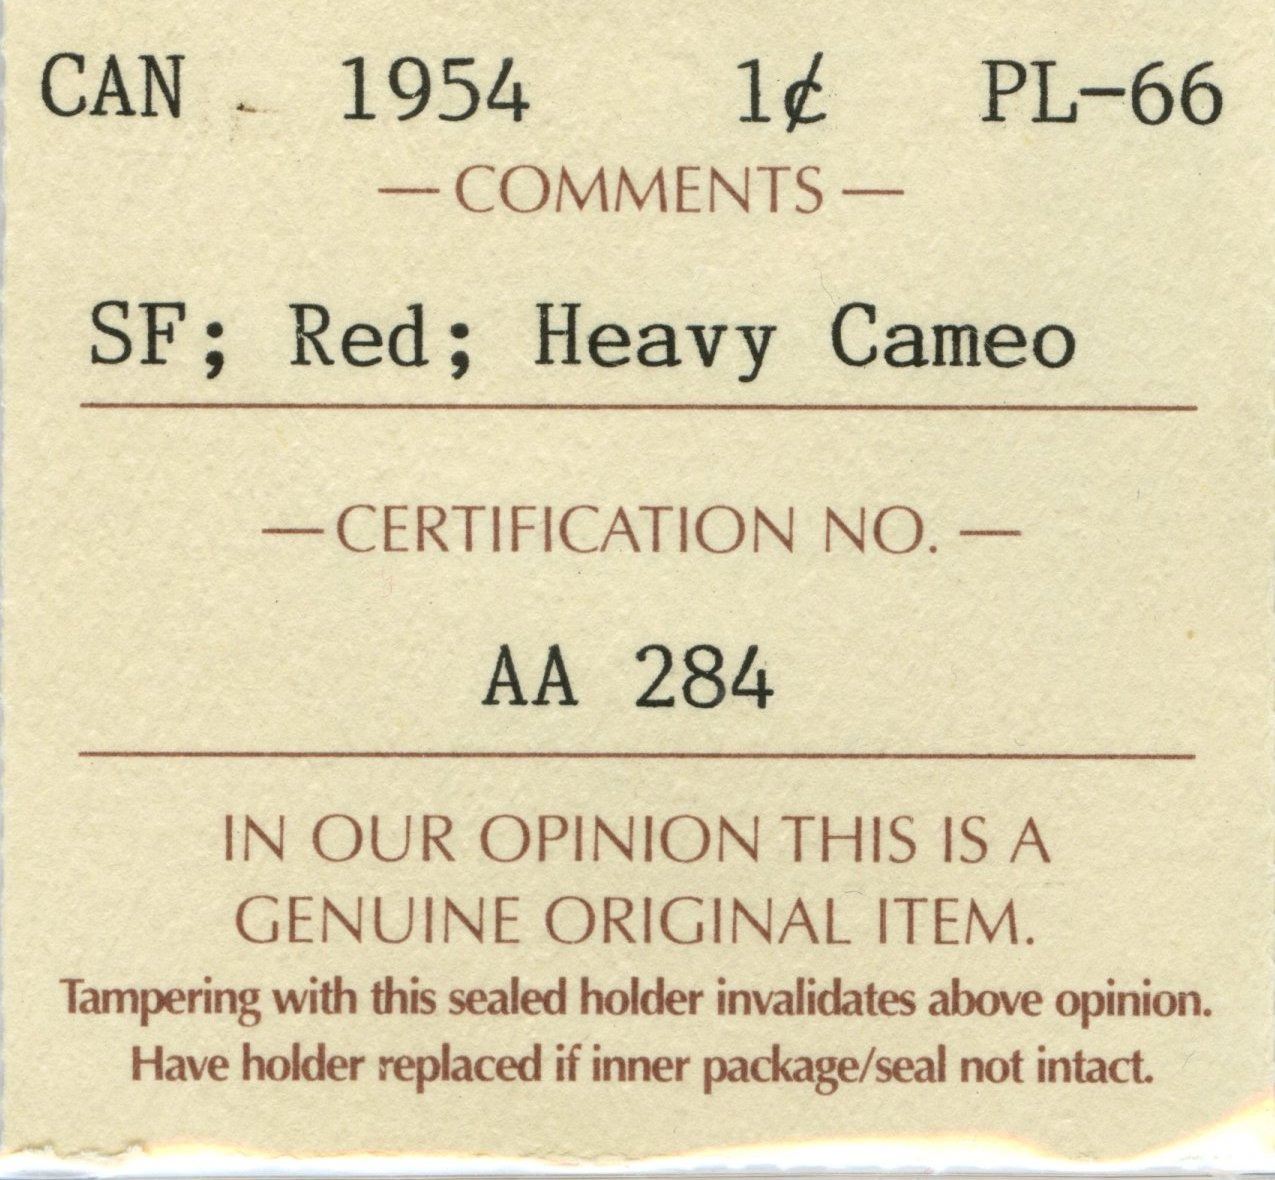 CAN 1954 1¢ PL-66
— COMMENTS —
SF; Red; Heavy Cameo
— CERTIFICATION NO. —
AA 284
IN OUR OPINION THIS IS A
GENUINE ORIGINAL ITEM.
Tampering with this sealed holder invalidates above opinion.
Have holder replaced if inner package/seal not intact.